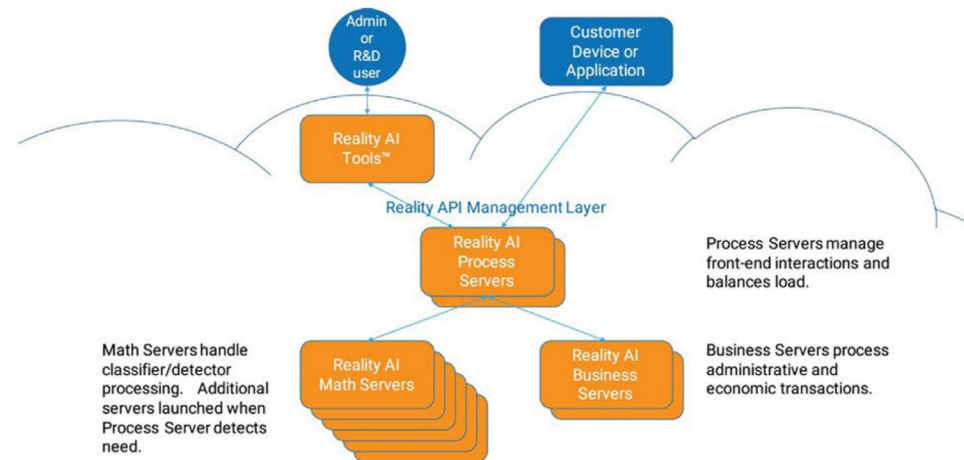 Admin
or
R&D
user
Customer
Device or
Application
Reality AI
Tools™
Reality API Management Layer
Reality AI
Process
Servers
Process Servers manage
front-end interactions and
balances load.
Math Servers handle
classifier/detector
processing. Additional
servers launched when
Process Server detects
need.
Reality AI
Math Servers
Reality AI
Business
Servers
Business Servers process
administrative and
economic transactions.